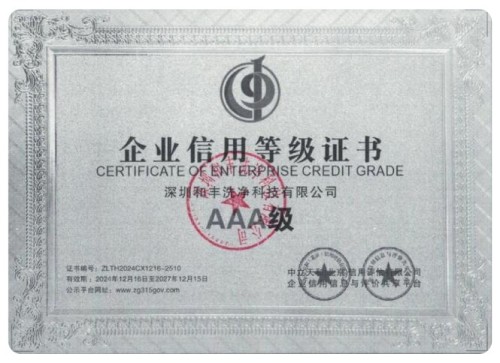 企业信用等级证书
CERTIFICATE OF ENTERPRISE CREDIT GRADE
深圳和丰洗净科技有限公司
AAA级
证书编号：ZLTH2024CX1216-2510
有效期：2024年12月16日至2027年12月15日
公示平台网站：www.zg315gov.com
企业信用信息与评价共享平台